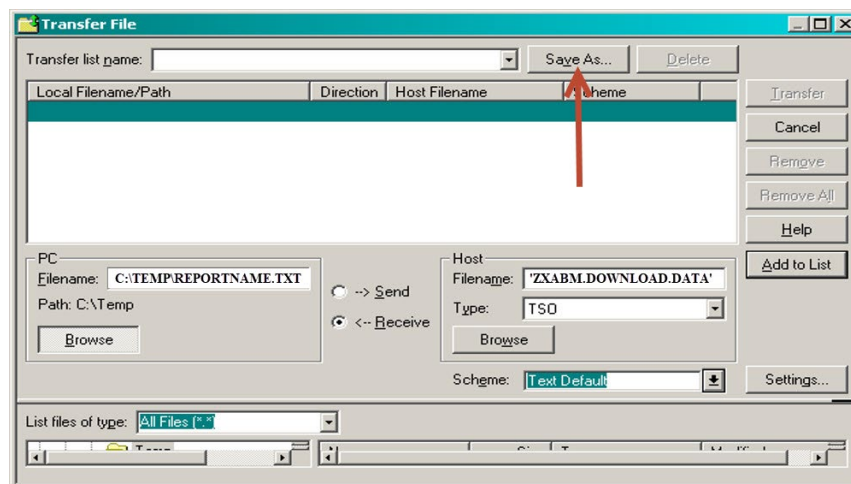 Transfer File
Transfer list name:
Save As...
Delete
Local Filename/Path Direction Host Filename Scheme
Transfer
Cancel
Remove
Remove All
Help
Add to List
PC
Filename: C:\TEMP\REPORTNAME.TXT
Path: C:\Temp
Browse
--> Send
<-- Receive
Host
Filename: 'ZXABM.DOWNLOAD.DATA'
Type: TSO
Browse
Scheme: Text Default
Settings...
List files of type: All Files (*.*)